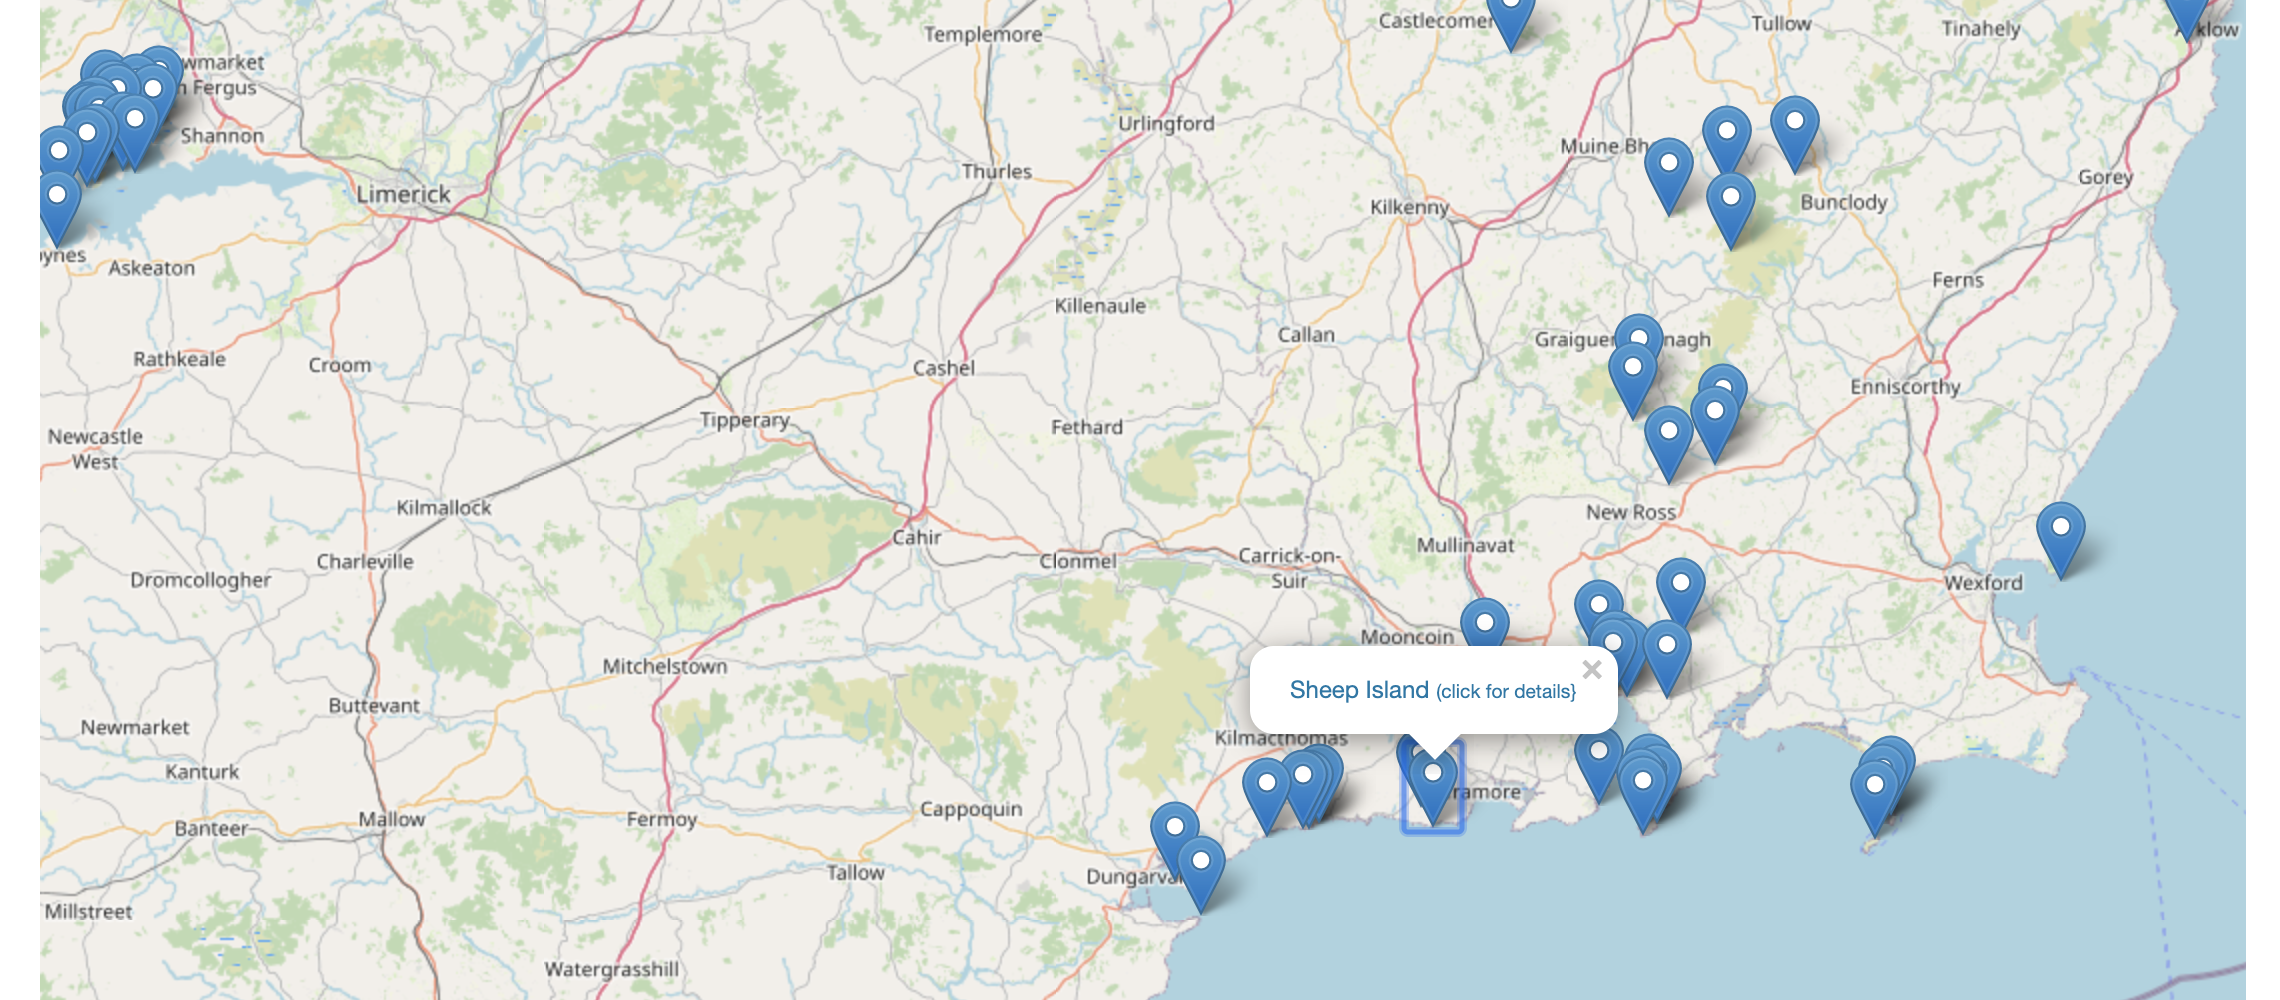 Castlecomer
Tullow
Tinahely
klow
Templemore
wmarket
n Fergus
Shannon
Urlingford
Muine Bh
Thurles
Gorey
Limerick
Kilkenny
Bunclody
ynes
Askeaton
Ferns
Killenaule
Callan
Graiguen
nagh
Rathkeale
Croom
Cashel
Enniscorthy
Tipperary
Fethard
Newcastle
West
Kilmallock
New Ross
Cahir
Mullinavat
Charleville
Clonmel
Carrick-on-
Suir
Dromcollogher
Wexford
Mooncoin
Mitchelstown
Sheep Island (click for details}
×
Buttevant
Newmarket
Kilmacthomas
Kanturk
ramore
Cappoquin
Mallow
Fermoy
Banteer
Tallow
Dungarva
Millstreet
Watergrasshill